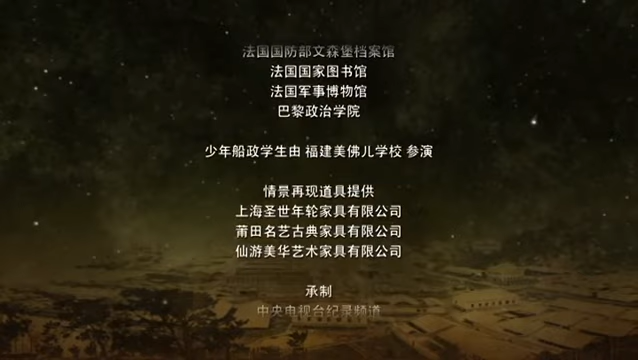 法国国防部文森堡档案馆
法国国家图书馆
法国军事博物馆
巴黎政治学院
少年船政学生由 福建美佛儿学校 参演
情景再现道具提供
上海圣世年轮家具有限公司
莆田名艺古典家具有限公司
仙游美华艺术家具有限公司
承制
中央电视台纪录频道